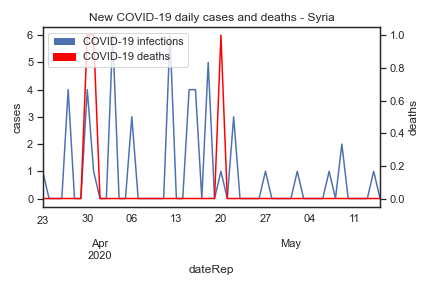 New COVID-19 daily cases and deaths - Syria
COVID-19 infections
COVID-19 deaths
cases
6
5
4
3
2
1
0
deaths
1.0
0.8
0.6
0.4
0.2
0.0
23 30 06 13 20 27 04 11
Apr May
2020
dateRep